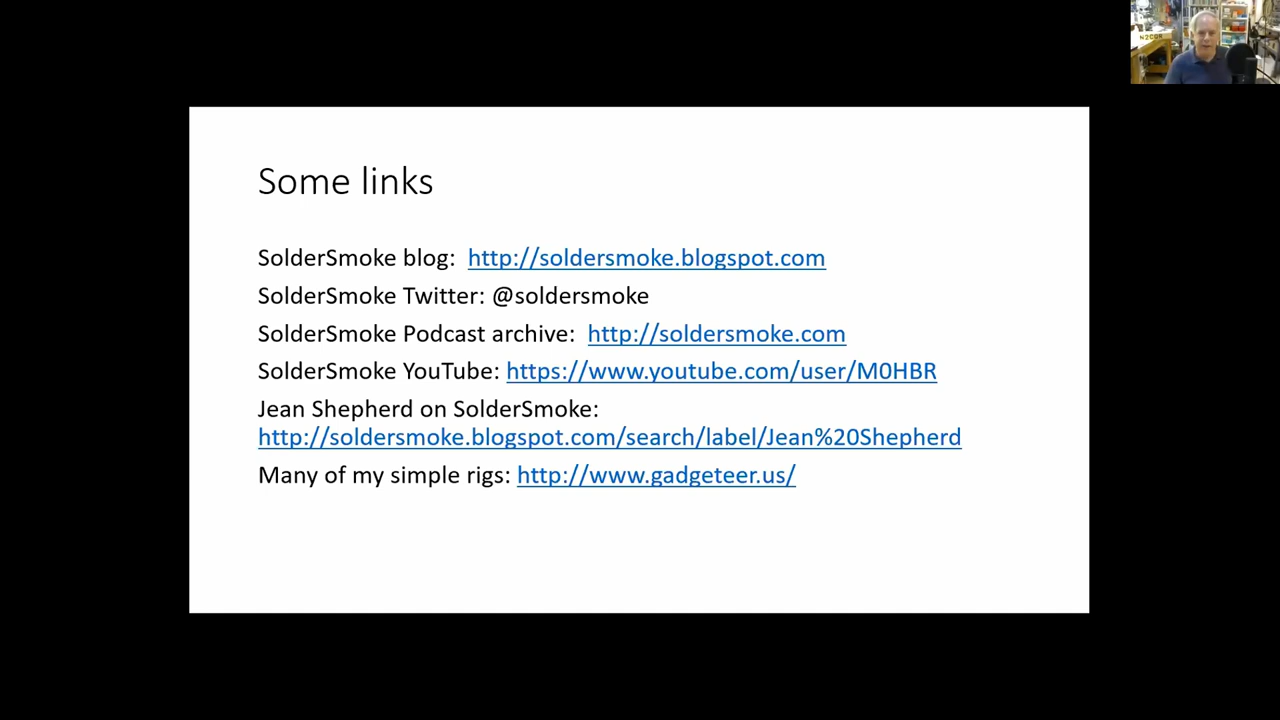 N2CQR
Some links
SolderSmoke blog: http://soldersmoke.blogspot.com
SolderSmoke Twitter: @soldersmoke
SolderSmoke Podcast archive: http://soldersmoke.com
SolderSmoke YouTube: https://www.youtube.com/user/M0HBR
Jean Shepherd on SolderSmoke:
http://soldersmoke.blogspot.com/search/label/Jean%20Shepherd
Many of my simple rigs: http://www.gadgeteer.us/